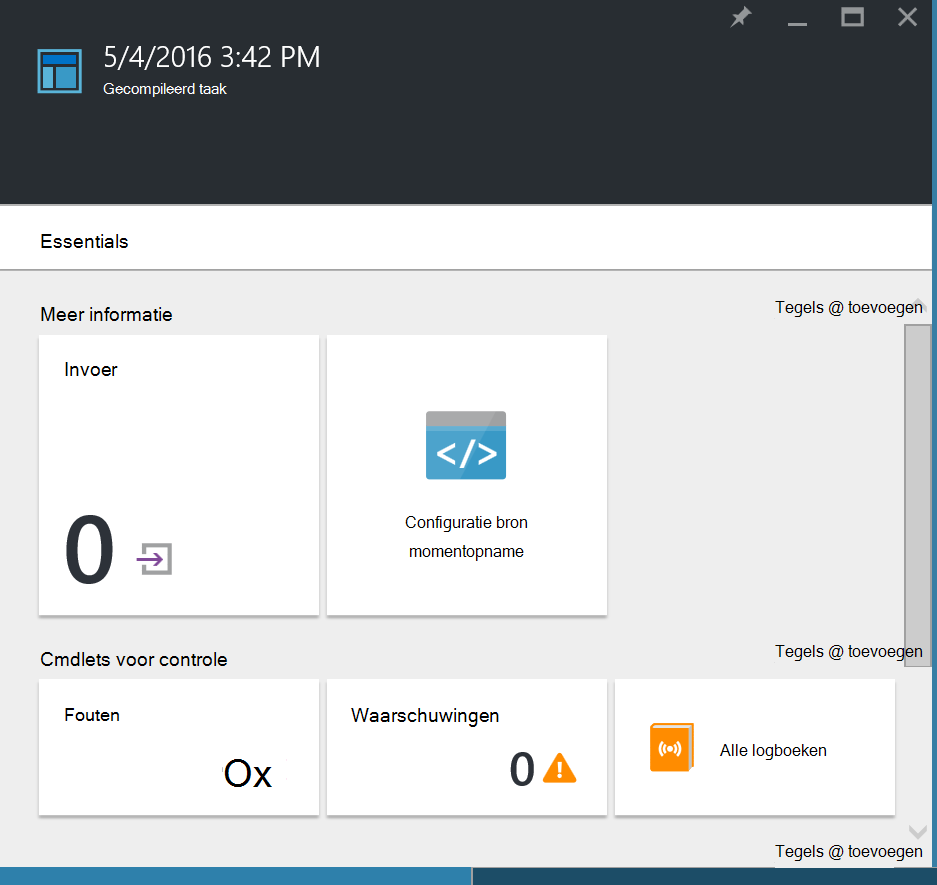 5/4/2016 3:42 PM
Gecompileerd taak
Essentials
Meer informatie
Tegels @ toevoegen
Invoer
0
</>
Configuratie bron
momentopname
Cmdlets voor controle
Tegels @ toevoegen
Fouten
Ox
Waarschuwingen
0
Alle logboeken
Tegels @ toevoegen